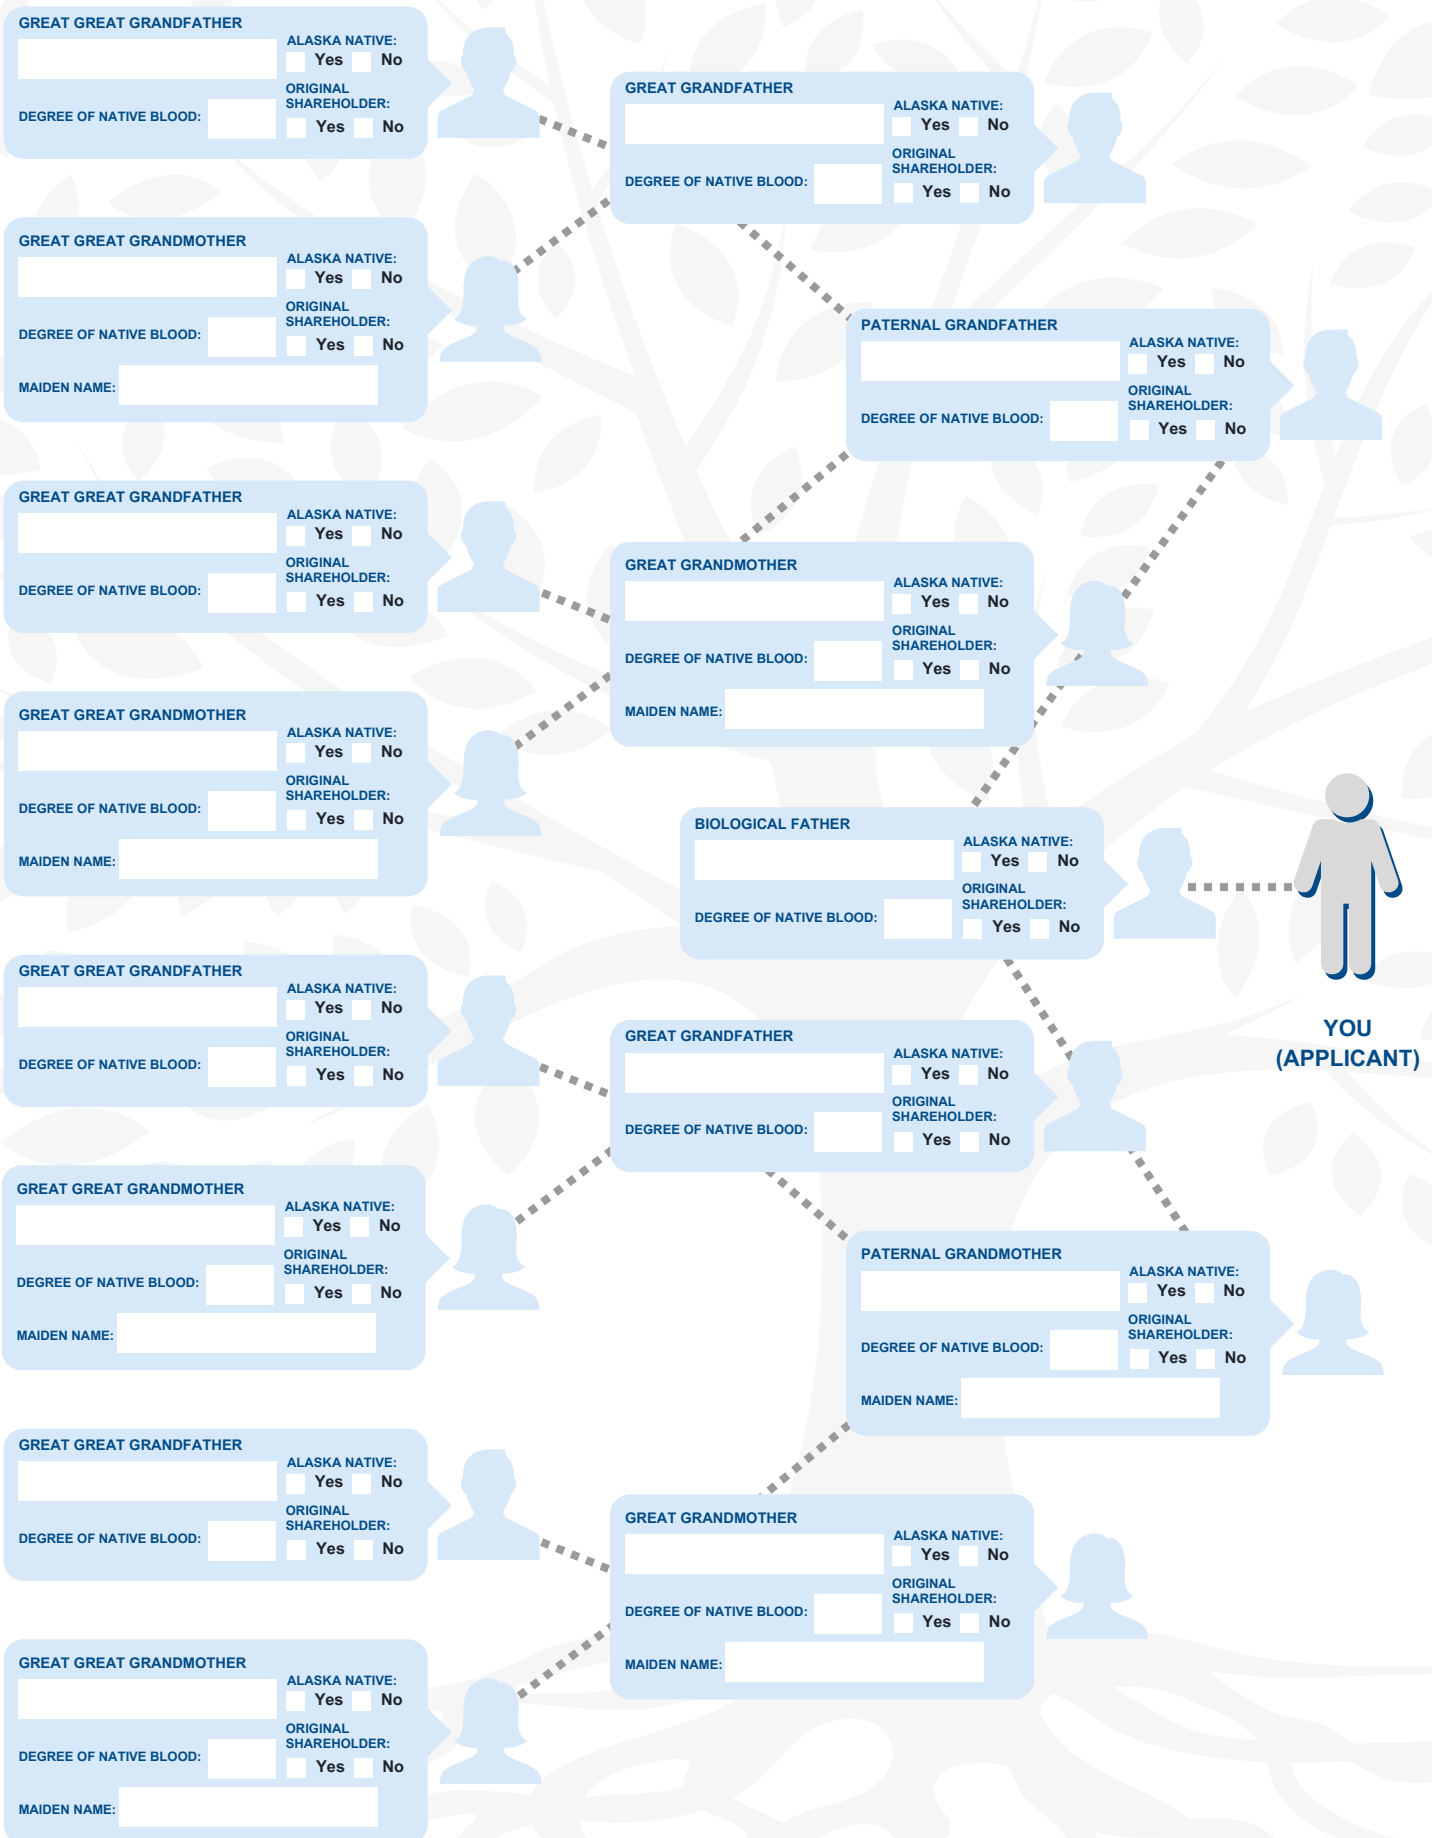 GREAT GREAT GRANDFATHER
ALASKA NATIVE:
Yes No
ORIGINAL
SHAREHOLDER:
DEGREE OF NATIVE BLOOD:
Yes No
GREAT GRANDFATHER
ALASKA NATIVE:
Yes No
ORIGINAL
SHAREHOLDER:
DEGREE OF NATIVE BLOOD:
Yes No
GREAT GREAT GRANDMOTHER
ALASKA NATIVE:
Yes No
ORIGINAL
SHAREHOLDER:
DEGREE OF NATIVE BLOOD:
Yes No
MAIDEN NAME:
PATERNAL GRANDFATHER
ALASKA NATIVE:
Yes No
ORIGINAL
SHAREHOLDER:
DEGREE OF NATIVE BLOOD:
Yes No
GREAT GREAT GRANDFATHER
ALASKA NATIVE:
Yes No
ORIGINAL
SHAREHOLDER:
DEGREE OF NATIVE BLOOD:
Yes No
GREAT GRANDMOTHER
ALASKA NATIVE:
Yes No
ORIGINAL
SHAREHOLDER:
DEGREE OF NATIVE BLOOD:
Yes No
MAIDEN NAME:
GREAT GREAT GRANDMOTHER
ALASKA NATIVE:
Yes No
ORIGINAL
SHAREHOLDER:
DEGREE OF NATIVE BLOOD:
Yes No
MAIDEN NAME:
BIOLOGICAL FATHER
ALASKA NATIVE:
Yes No
ORIGINAL
SHAREHOLDER:
DEGREE OF NATIVE BLOOD:
Yes No
YOU
(APPLICANT)
GREAT GREAT GRANDFATHER
ALASKA NATIVE:
Yes No
ORIGINAL
SHAREHOLDER:
DEGREE OF NATIVE BLOOD:
Yes No
GREAT GRANDFATHER
ALASKA NATIVE:
Yes No
ORIGINAL
SHAREHOLDER:
DEGREE OF NATIVE BLOOD:
Yes No
GREAT GREAT GRANDMOTHER
ALASKA NATIVE:
Yes No
ORIGINAL
SHAREHOLDER:
DEGREE OF NATIVE BLOOD:
Yes No
MAIDEN NAME:
PATERNAL GRANDMOTHER
ALASKA NATIVE:
Yes No
ORIGINAL
SHAREHOLDER:
DEGREE OF NATIVE BLOOD:
Yes No
MAIDEN NAME:
GREAT GREAT GRANDFATHER
ALASKA NATIVE:
Yes No
ORIGINAL
SHAREHOLDER:
DEGREE OF NATIVE BLOOD:
Yes No
GREAT GRANDMOTHER
ALASKA NATIVE:
Yes No
ORIGINAL
SHAREHOLDER:
DEGREE OF NATIVE BLOOD:
Yes No
MAIDEN NAME:
GREAT GREAT GRANDMOTHER
ALASKA NATIVE:
Yes No
ORIGINAL
SHAREHOLDER:
DEGREE OF NATIVE BLOOD:
Yes No
MAIDEN NAME: